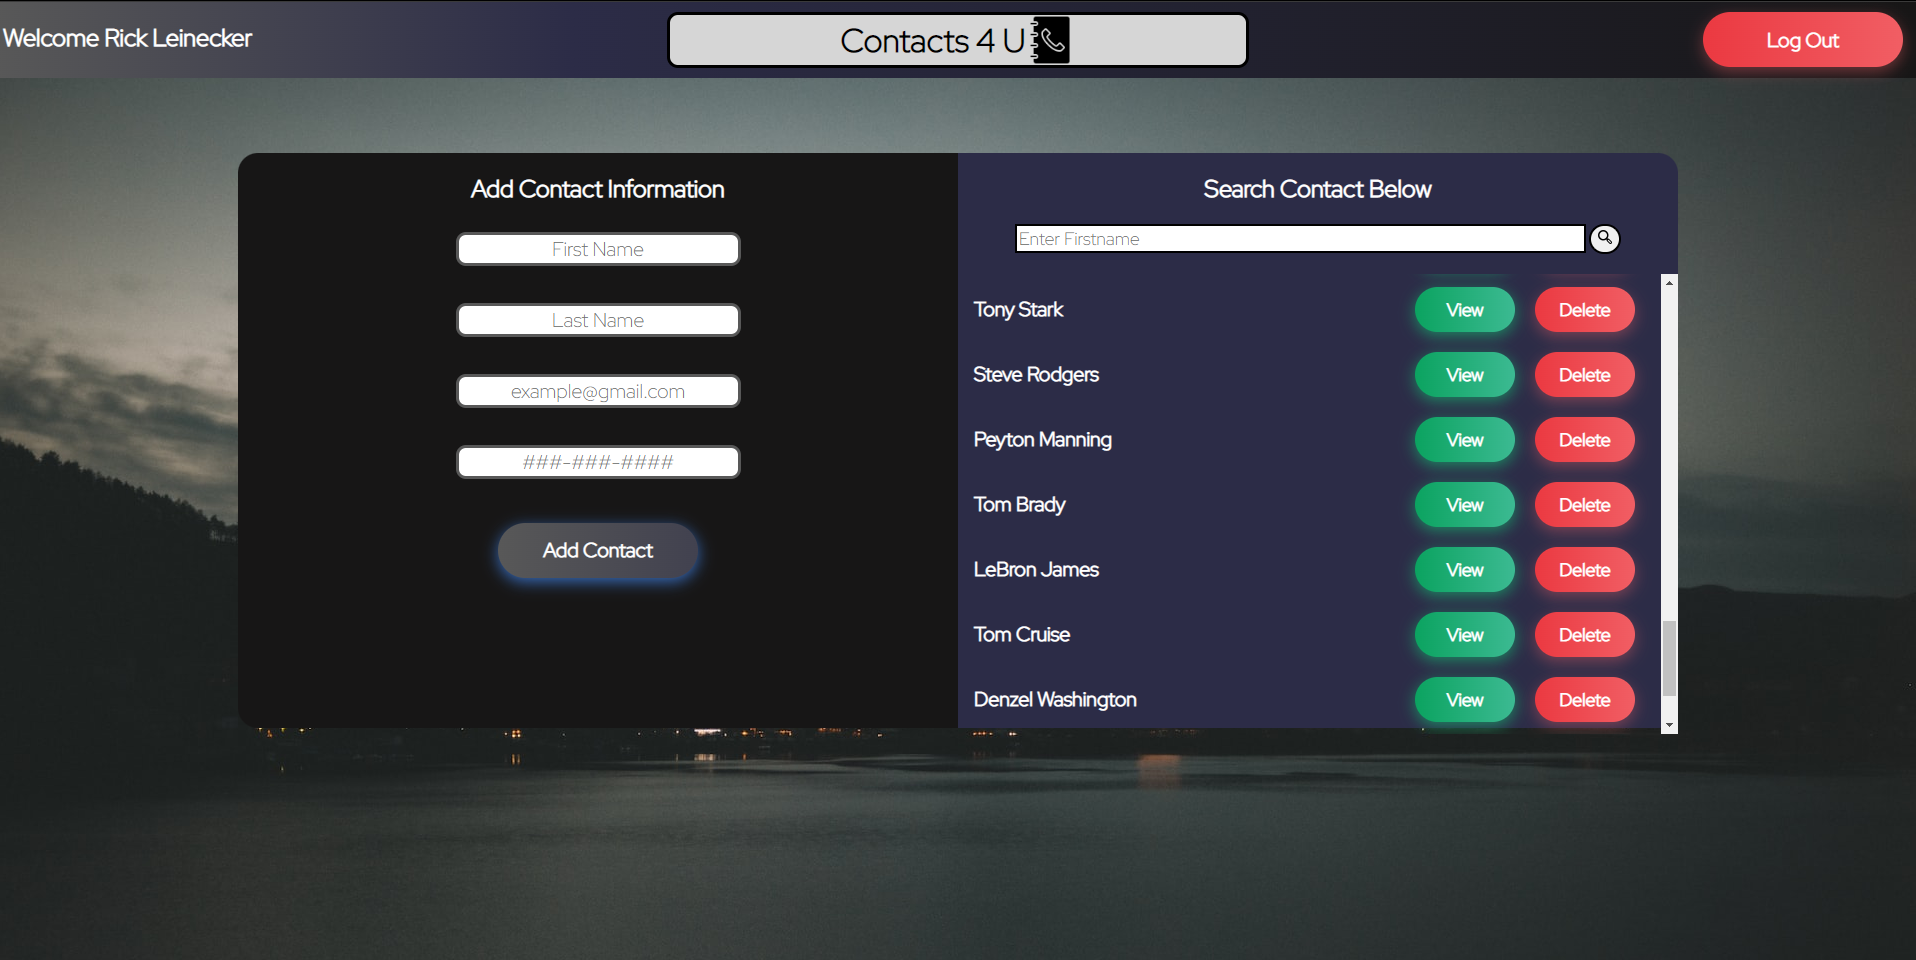 Welcome Rick Leinecker
Contacts 4 U
Log Out
Add Contact Information
First Name
Last Name
example@gmail.com
###-###-####
Add Contact
Search Contact Below
Enter Firstname
Tony Stark View Delete
Steve Rodgers View Delete
Peyton Manning View Delete
Tom Brady View Delete
LeBron James View Delete
Tom Cruise View Delete
Denzel Washington View Delete